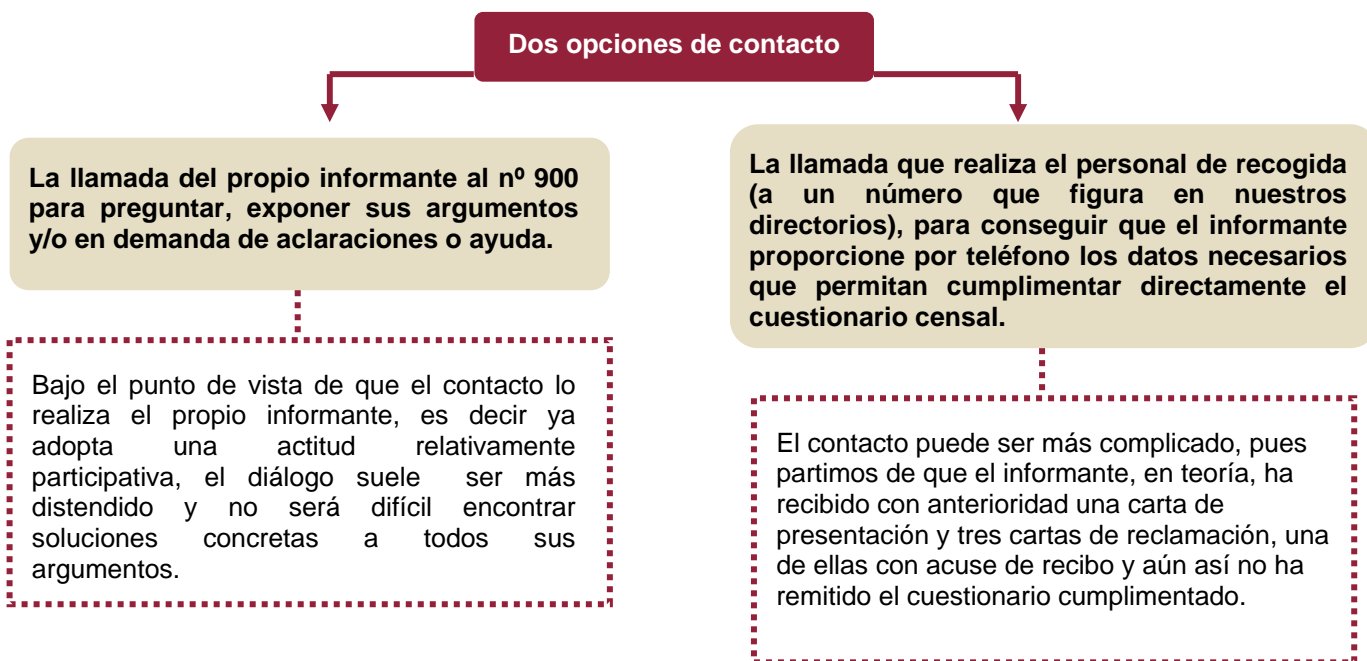 Dos opciones de contacto
La llamada del propio informante al nº 900
para preguntar, exponer sus argumentos
y/o en demanda de aclaraciones o ayuda.
Bajo el punto de vista de que el contacto lo
realiza el propio informante, es decir ya
adopta una actitud relativamente
participativa, el diálogo suele ser más
distendido y no será difícil encontrar
soluciones concretas a todos sus
argumentos.
La llamada que realiza el personal de recogida
(a un número que figura en nuestros
directorios), para conseguir que el informante
proporcione por teléfono los datos necesarios
que permitan cumplimentar directamente el
cuestionario censal.
El contacto puede ser más complicado, pues
partimos de que el informante, en teoría, ha
recibido con anterioridad una carta de
presentación y tres cartas de reclamación, una
de ellas con acuse de recibo y aún así no ha
remitido el cuestionario cumplimentado.